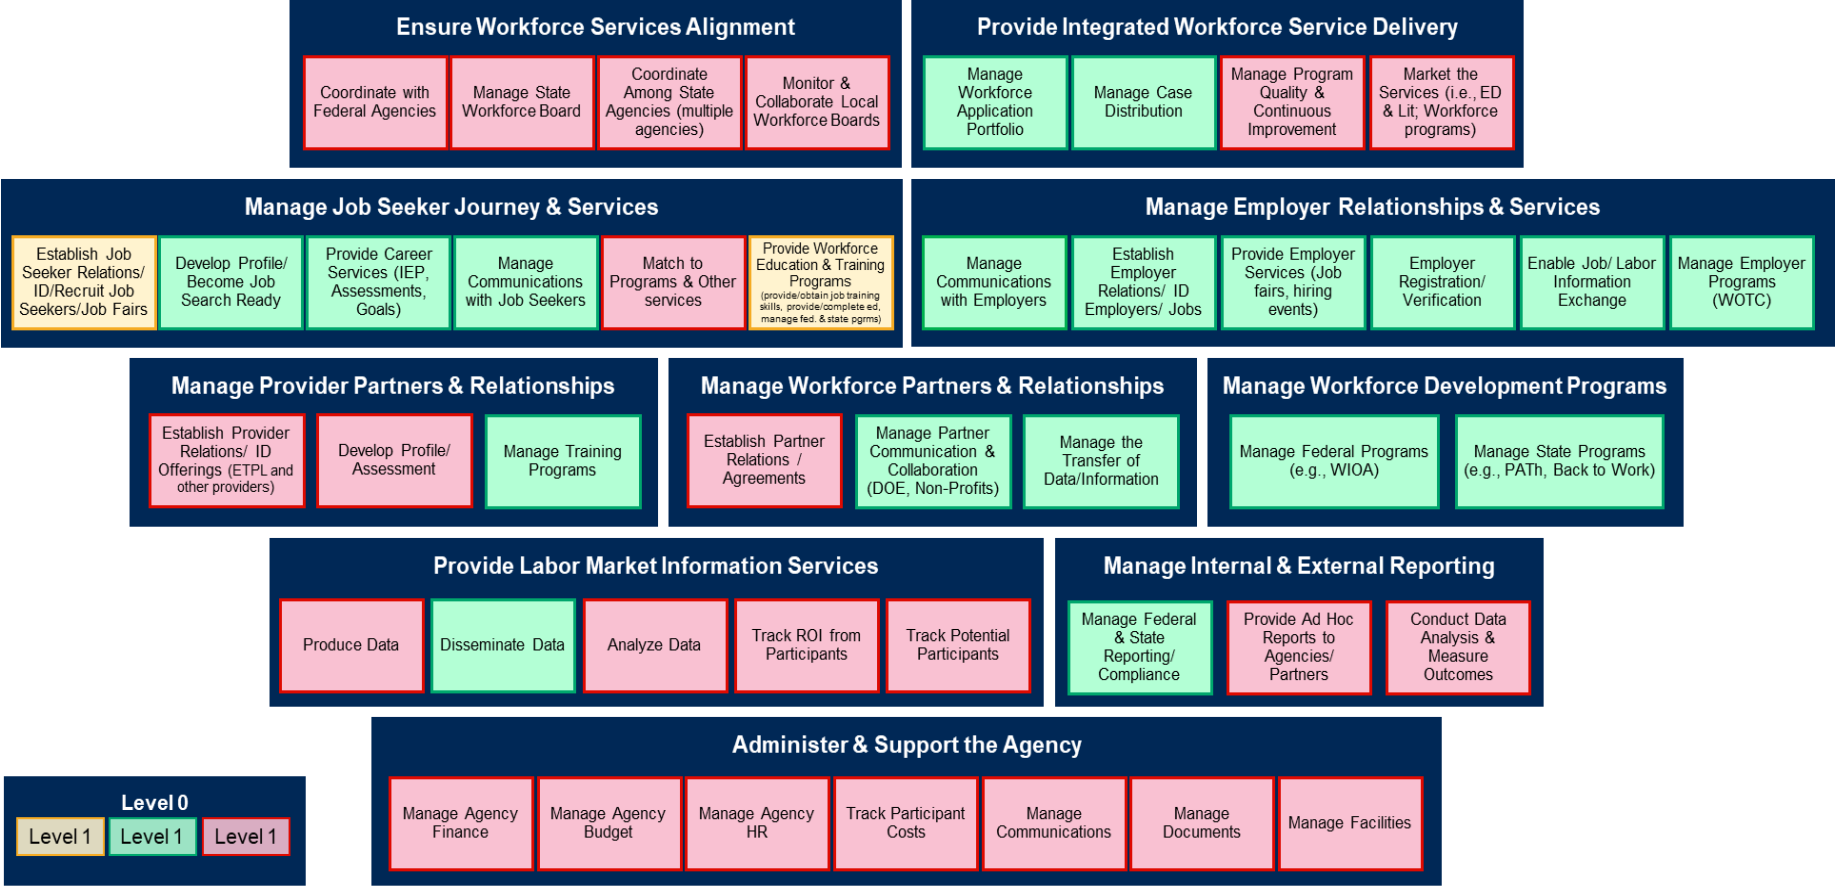 Ensure Workforce Services Alignment
Coordinate with
Federal Agencies
Manage State
Workforce Board
Coordinate
Among State
Agencies (multiple
agencies)
Monitor &
Collaborate Local
Workforce Boards
Provide Integrated Workforce Service Delivery
Manage
Workforce
Application
Portfolio
Manage Case
Distribution
Manage Program
Quality &
Continuous
Improvement
Market the
Services (i.e., ED
& Lit; Workforce
programs)
Manage Job Seeker Journey & Services
Establish Job
Seeker Relations/
ID/Recruit Job
Seekers/Job Fairs
Develop Profile/
Become Job
Search Ready
Provide Career
Services (IEP,
Assessments,
Goals)
Manage
Communications
with Job Seekers
Match to
Programs & Other
services
Provide Workforce
Education & Training
Programs
(provide/obtain job training
skills, provide/complete ed,
manage fed. & state pgrms)
Manage Employer Relationships & Services
Manage
Communications
with Employers
Establish
Employer
Relations/ ID
Employers/ Jobs
Provide Employer
Services (Job
fairs, hiring
events)
Employer
Registration/
Verification
Enable Job/ Labor
Information
Exchange
Manage Employer
Programs
(WOTC)
Manage Provider Partners & Relationships
Establish Provider
Relations/ ID
Offerings (ETPL and
other providers)
Develop Profile/
Assessment
Manage Training
Programs
Manage Workforce Partners & Relationships
Establish Partner
Relations /
Agreements
Manage Partner
Communication &
Collaboration
(DOE, Non-Profits)
Manage the
Transfer of
Data/Information
Manage Workforce Development Programs
Manage Federal Programs
(e.g., WIOA)
Manage State Programs
(e.g., PATh, Back to Work)
Provide Labor Market Information Services
Produce Data
Disseminate Data
Analyze Data
Track ROI from
Participants
Track Potential
Participants
Manage Internal & External Reporting
Manage Federal
& State
Reporting/
Compliance
Provide Ad Hoc
Reports to
Agencies/
Partners
Conduct Data
Analysis &
Measure
Outcomes
Administer & Support the Agency
Manage Agency
Finance
Manage Agency
Budget
Manage Agency
HR
Track Participant
Costs
Manage
Communications
Manage
Documents
Manage Facilities
Level 0
Level 1
Level 1
Level 1